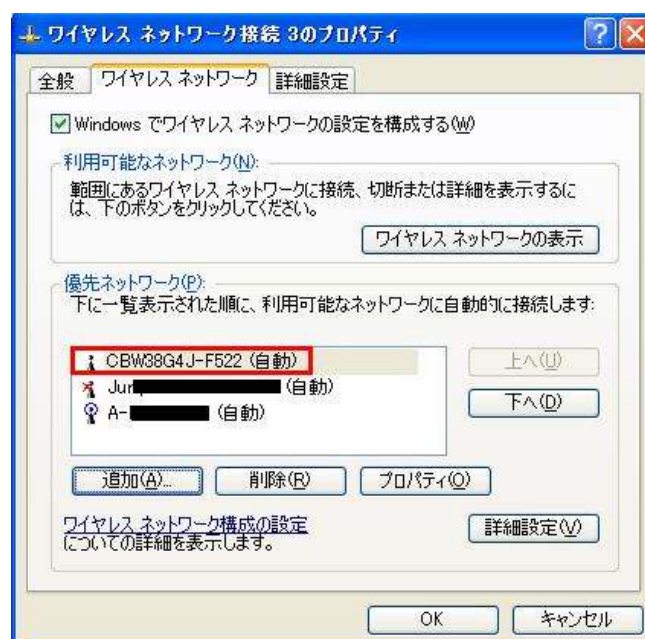 ワイヤレス ネットワーク接続 3のプロパティ
全般 ワイヤレス ネットワーク 詳細設定
Windows でワイヤレス ネットワークの設定を構成する(W)
利用可能なネットワーク(N):
範囲にあるワイヤレス ネットワークに接続、切断または詳細を表示するに
は、下のボタンをクリックしてください。
ワイヤレス ネットワークの表示
優先ネットワーク(P):
下に一覧表示された順に、利用可能なネットワークに自動的に接続します:
CBW38G4J-F522 (自動)
上へ(U)
Jur (自動)
下へ(D)
A- (自動)
追加(A)... 削除(R) プロパティ(O)
ワイヤレス ネットワーク構成の設定
についての詳細を表示します。
詳細設定(V)
OK キャンセル